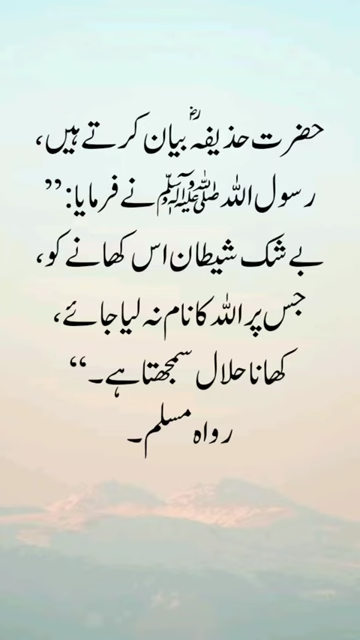 حضرت حذیفہؓ بیان کرتے ہیں،
رسول اللہ ﷺ نے فرمایا: ”
بے شک شیطان اس کھانے کو،
جس پر اللہ کا نام نہ لیا جائے،
کھانا حلال سمجھتا ہے۔“
رواہ مسلم۔